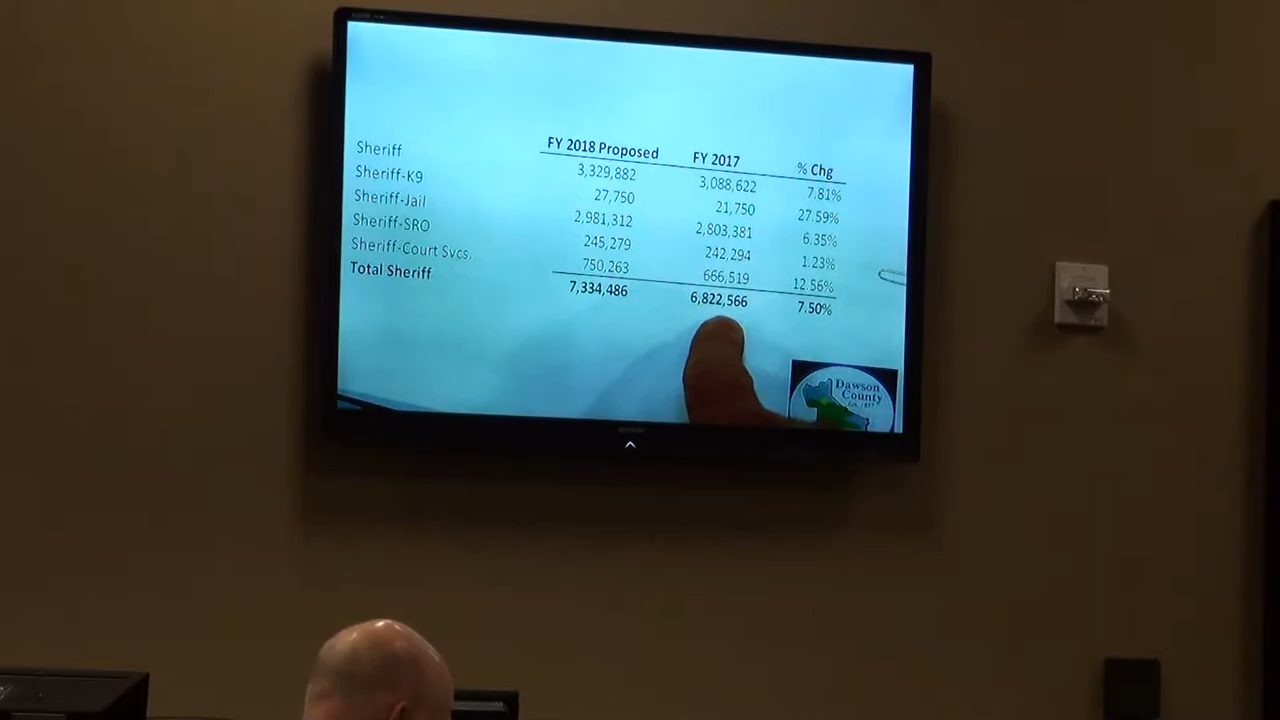 FY 2018 Proposed FY 2017 % Chg
Sheriff 3,329,882 3,088,622 7.81%
Sheriff-K9 27,750 21,750 27.59%
Sheriff-Jail 2,981,312 2,803,381 6.35%
Sheriff-SRO 245,279 242,294 1.23%
Sheriff-Court Svcs. 750,263 666,519 12.56%
Total Sheriff 7,334,486 6,822,566 7.50%
Dawson
County